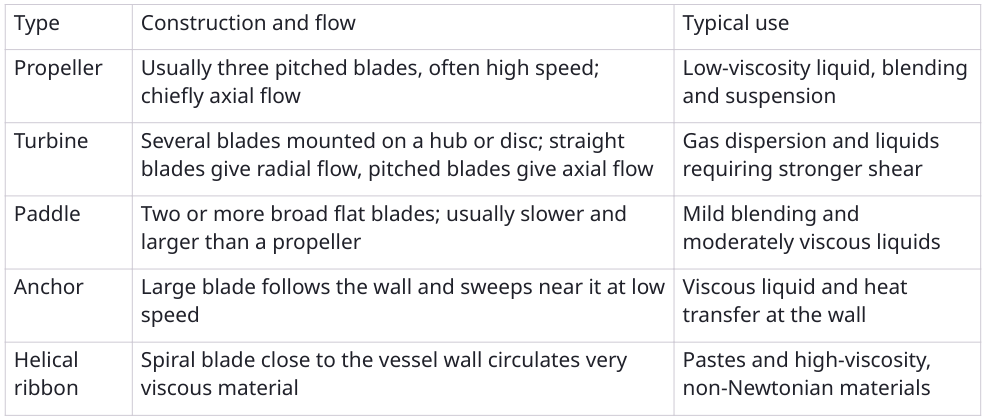 Type Construction and flow Typical use
Propeller Usually three pitched blades, often high speed; Low-viscosity liquid, blending
chiefly axial flow and suspension
Turbine Several blades mounted on a hub or disc; straight Gas dispersion and liquids
blades give radial flow, pitched blades give axial flow requiring stronger shear
Paddle Two or more broad flat blades; usually slower and Mild blending and
larger than a propeller moderately viscous liquids
Anchor Large blade follows the wall and sweeps near it at low Viscous liquid and heat
speed transfer at the wall
Helical Spiral blade close to the vessel wall circulates very Pastes and high-viscosity,
ribbon viscous material non-Newtonian materials